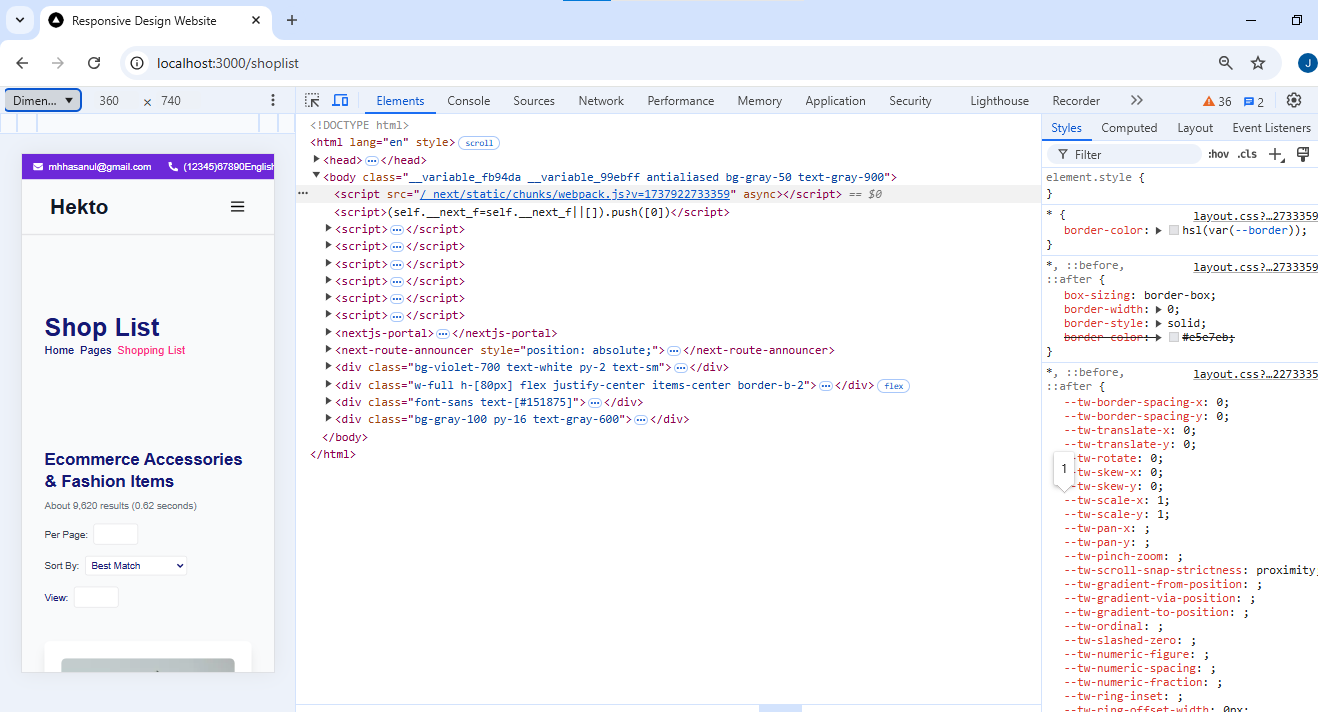 Responsive Design Website
localhost:3000/shoplist
J
Dimen... ▼ 360 × 740
Elements Console Sources Network Performance Memory Application Security Lighthouse Recorder 36 2
mhhasanul@gmail.com (12345)67890English
Hekto
Shop List
Home Pages Shopping List
Ecommerce Accessories
& Fashion Items
About 9,620 results (0.62 seconds)
Per Page:
Sort By: Best Match
View:
<!DOCTYPE html>
<html lang="en" style> scroll
<head> … </head>
<body class="__variable_fb94da __variable_99ebff antialiased bg-gray-50 text-gray-900">
<script src="/_next/static/chunks/webpack.js?v=1737922733359" async></script> == $0
<script>(self.__next_f=self.__next_f||[]).push([0])</script>
<script> … </script>
<script> … </script>
<script> … </script>
<script> … </script>
<script> … </script>
<script> … </script>
<nextjs-portal> … </nextjs-portal>
<next-route-announcer style="position: absolute;"> … </next-route-announcer>
<div class="bg-violet-700 text-white py-2 text-sm"> … </div>
<div class="w-full h-[80px] flex justify-center items-center border-b-2"> … </div> flex
<div class="font-sans text-[#151875]"> … </div>
<div class="bg-gray-100 py-16 text-gray-600"> … </div>
</body>
</html>
Styles Computed Layout Event Listeners
Filter :hov .cls
element.style {
}
* { layout.css?…2733359
border-color: ▶ hsl(var(--border));
}
*, ::before, layout.css?…2733359
::after {
box-sizing: border-box;
border-width: ▶ 0;
border-style: ▶ solid;
border-color: ▶ #e5e7eb;
}
*, ::before, layout.css?…2273335
::after {
--tw-border-spacing-x: 0;
--tw-border-spacing-y: 0;
--tw-translate-x: 0;
--tw-translate-y: 0;
--tw-rotate: 0;
1
--tw-skew-x: 0;
--tw-skew-y: 0;
--tw-scale-x: 1;
--tw-scale-y: 1;
--tw-pan-x: ;
--tw-pan-y: ;
--tw-pinch-zoom: ;
--tw-scroll-snap-strictness: proximity
--tw-gradient-from-position: ;
--tw-gradient-via-position: ;
--tw-gradient-to-position: ;
--tw-ordinal: ;
--tw-slashed-zero: ;
--tw-numeric-figure: ;
--tw-numeric-spacing: ;
--tw-numeric-fraction: ;
--tw-ring-inset: ;
--tw-ring-offset-width: 0px;